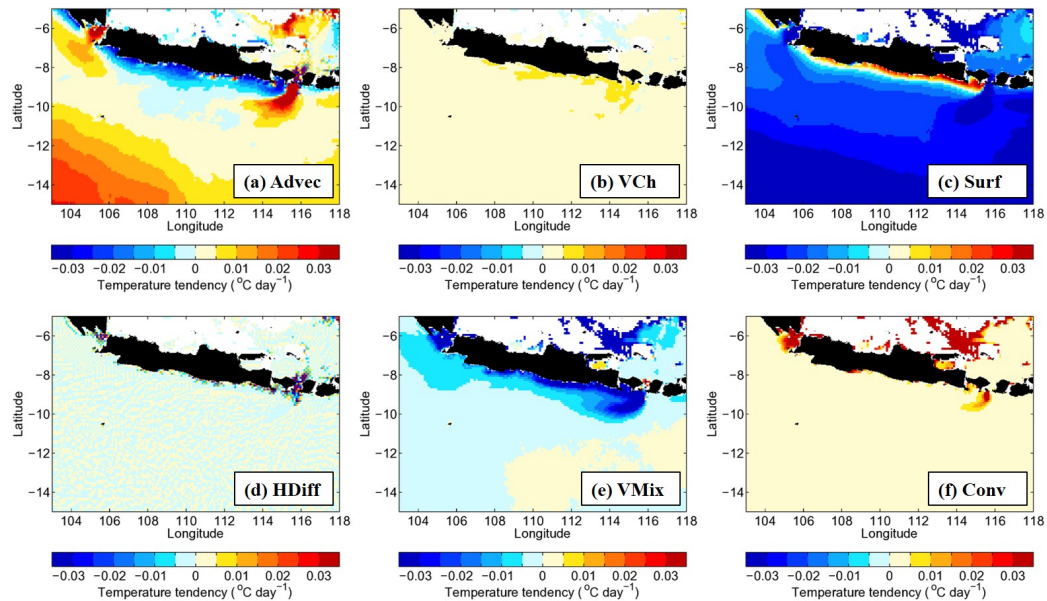 −6
−8
−10
−12
−14
Latitude
(a) Advec
104 106 108 110 112 114 116 118
Longitude
−0.03 −0.02 −0.01 0 0.01 0.02 0.03
Temperature tendency (°C day⁻¹)
−6
−8
−10
−12
−14
Latitude
(b) VCh
104 106 108 110 112 114 116 118
Longitude
−0.03 −0.02 −0.01 0 0.01 0.02 0.03
Temperature tendency (°C day⁻¹)
−6
−8
−10
−12
−14
Latitude
(c) Surf
104 106 108 110 112 114 116 118
Longitude
−0.03 −0.02 −0.01 0 0.01 0.02 0.03
Temperature tendency (°C day⁻¹)
−6
−8
−10
−12
−14
Latitude
(d) HDiff
104 106 108 110 112 114 116 118
Longitude
−0.03 −0.02 −0.01 0 0.01 0.02 0.03
Temperature tendency (°C day⁻¹)
−6
−8
−10
−12
−14
Latitude
(e) VMix
104 106 108 110 112 114 116 118
Longitude
−0.03 −0.02 −0.01 0 0.01 0.02 0.03
Temperature tendency (°C day⁻¹)
−6
−8
−10
−12
−14
Latitude
(f) Conv
104 106 108 110 112 114 116 118
Longitude
−0.03 −0.02 −0.01 0 0.01 0.02 0.03
Temperature tendency (°C day⁻¹)